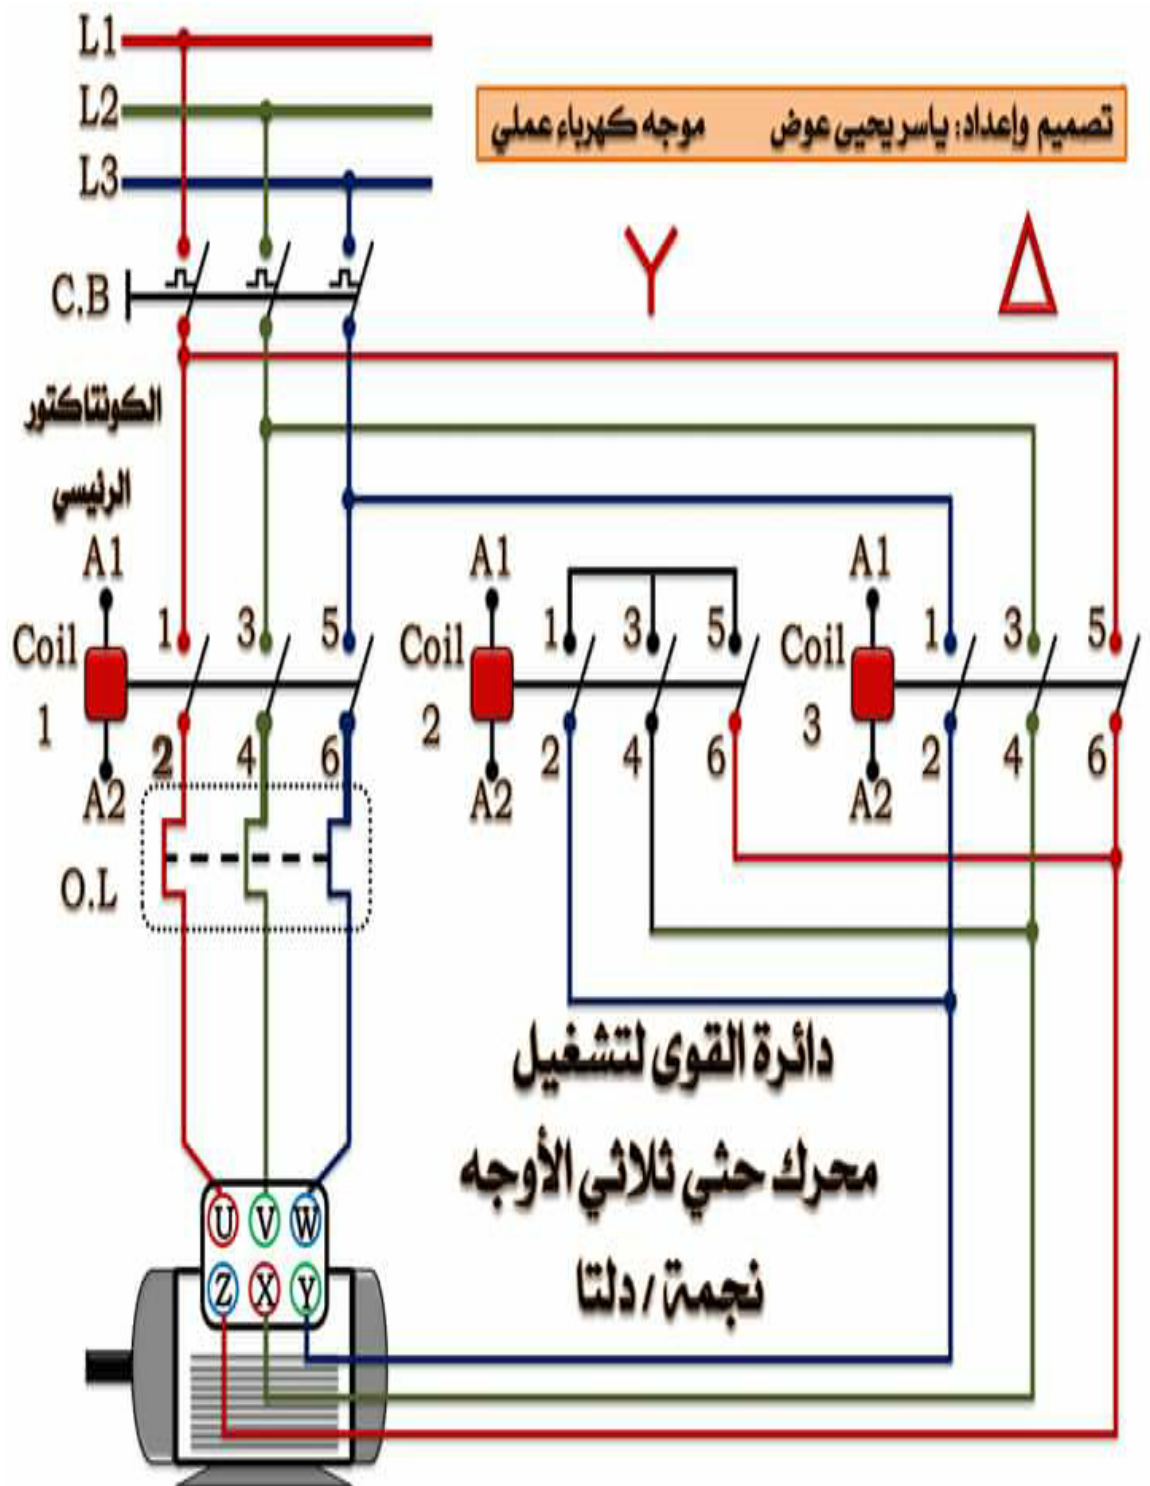 L1
L2
L3
تصميم وإعداد: ياسر يحيى عوض موجه كهرباء عملي
C.B
الكونتاكتور
الرئيسي
A1 A1 A1
Coil 1 3 5 Coil 1 3 5 Coil 1 3 5
1 2 4 6 2 2 4 6 3 2 4 6
A2 A2 A2
O.L
دائرة القوى لتشغيل
محرك حثي ثلاثي الأوجه
نجمة / دلتا
U V W
Z X Y